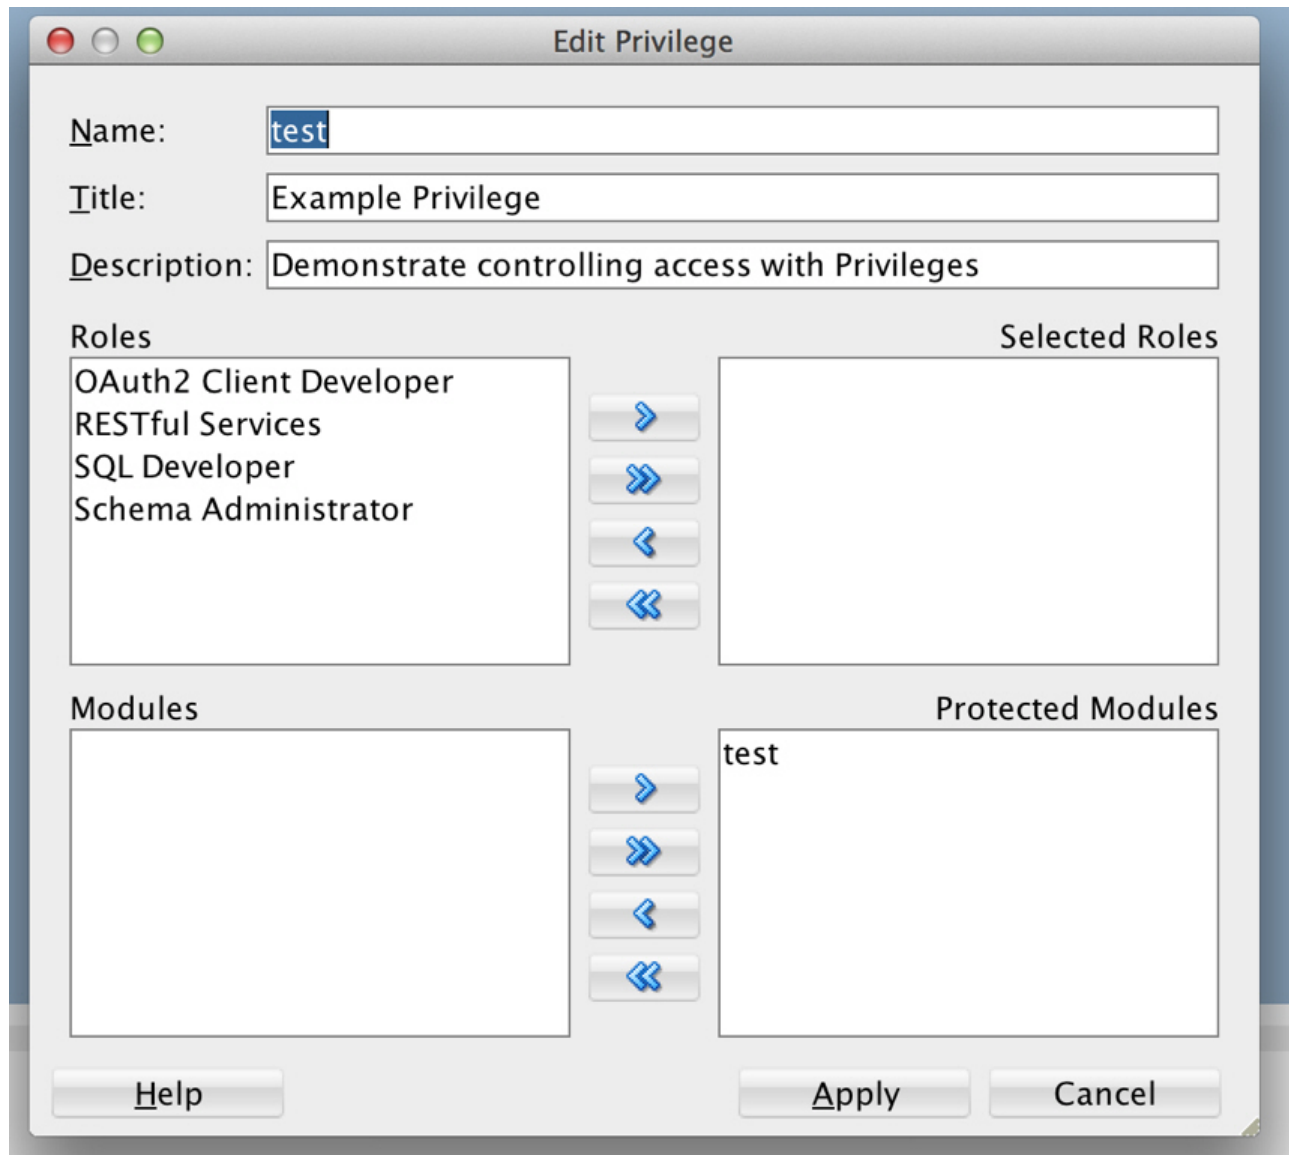 Edit Privilege
Name: test
Title: Example Privilege
Description: Demonstrate controlling access with Privileges
Roles
Selected Roles
OAuth2 Client Developer
RESTful Services
SQL Developer
Schema Administrator
Modules
Protected Modules
test
Help
Apply
Cancel